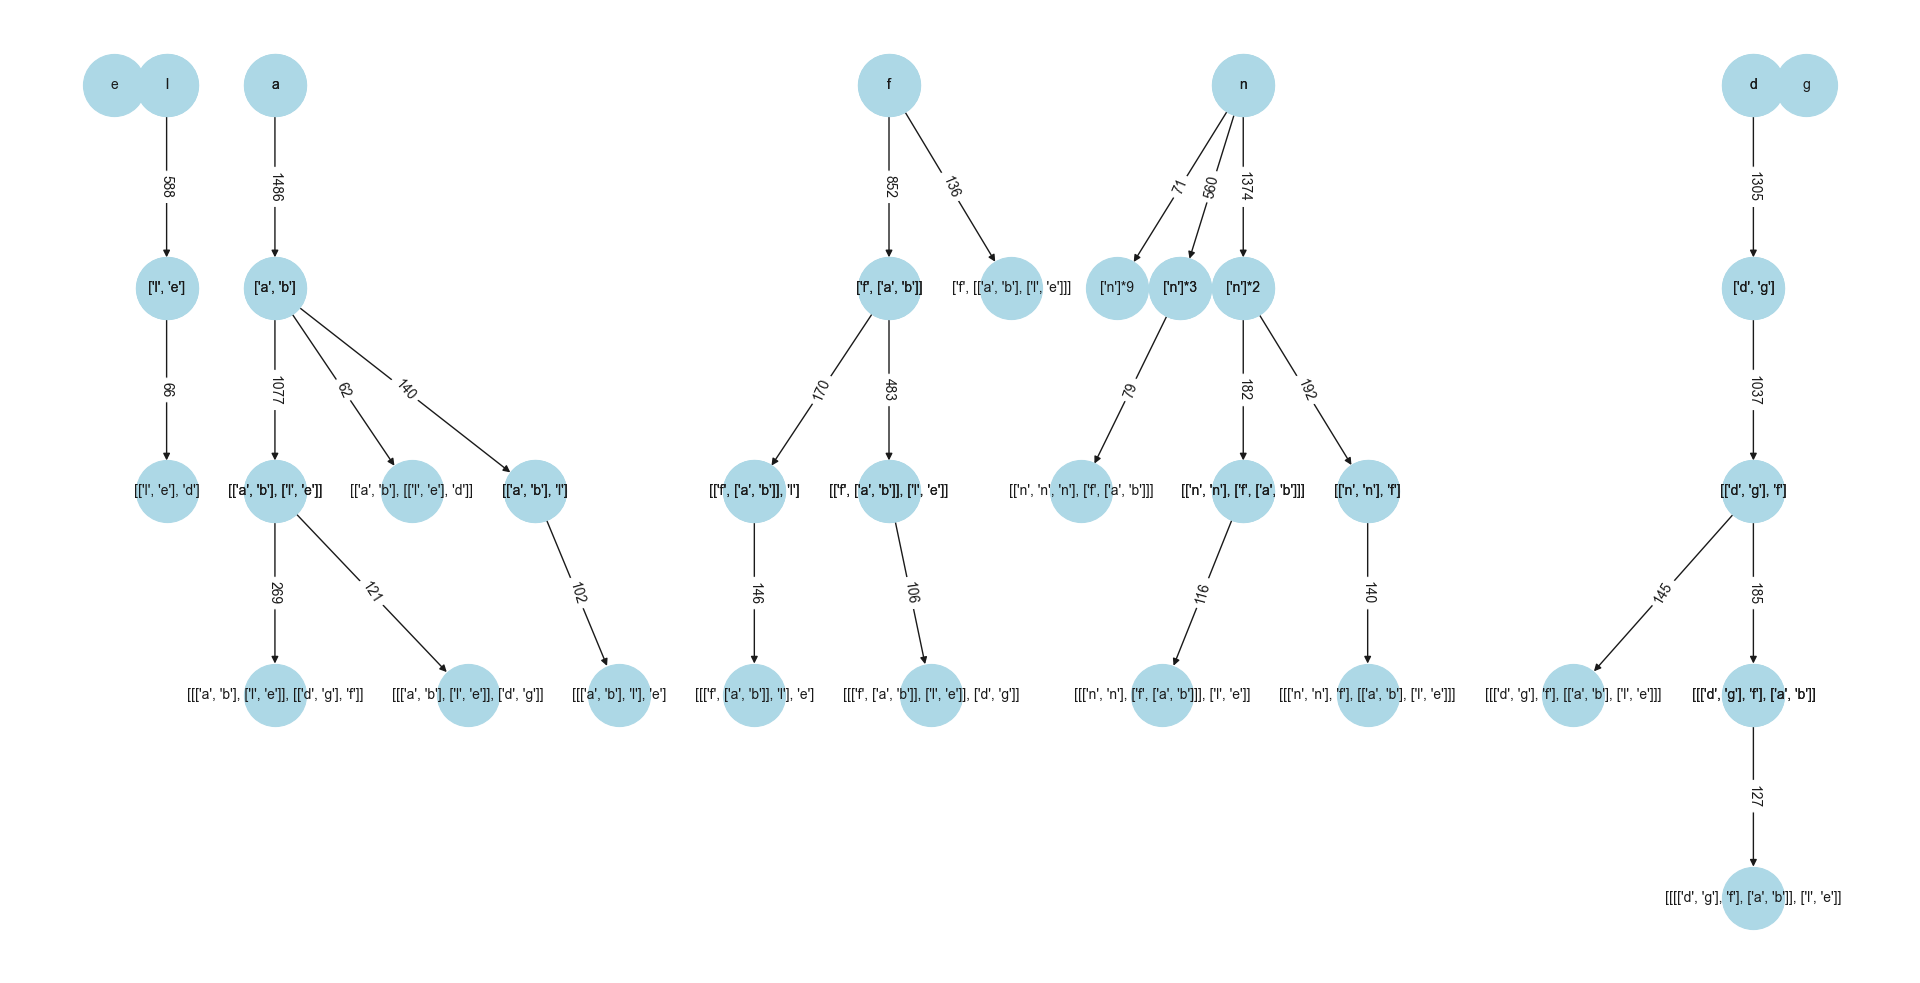 e l a f n d g
588 1486 852 136 71 560 1374 1305
['l', 'e'] ['a', 'b'] ['f', ['a', 'b']] ['f', [['a', 'b'], ['l', 'e']]] ['n']*9 ['n']*3 ['n']*2 ['d', 'g']
66 1077 62 140 170 483 79 182 192 1037
[['l', 'e'], 'd'] [['a', 'b'], ['l', 'e']] [['a', 'b'], [['l', 'e'], 'd']] [['a', 'b'], 'l'] [['f', ['a', 'b']], 'l'] [['f', ['a', 'b']], ['l', 'e']] [['n', 'n', 'n'], ['f', ['a', 'b']]] [['n', 'n'], ['f', ['a', 'b']]] [['n', 'n'], 'f'] [['d', 'g'], 'f']
269 121 102 146 106 116 140 145 185
[[['a', 'b'], ['l', 'e']], [['d', 'g'], 'f']] [[['a', 'b'], ['l', 'e']], ['d', 'g']] [[['a', 'b'], 'l'], 'e'] [[['f', ['a', 'b']], 'l'], 'e'] [[['f', ['a', 'b']], ['l', 'e']], ['d', 'g']] [[['n', 'n'], ['f', ['a', 'b']]], ['l', 'e']] [[['n', 'n'], 'f'], [['a', 'b'], ['l', 'e']]] [[['d', 'g'], 'f'], [['a', 'b'], ['l', 'e']]] [[['d', 'g'], 'f'], ['a', 'b']]
127
[[[['d', 'g'], 'f'], ['a', 'b']], ['l', 'e']]